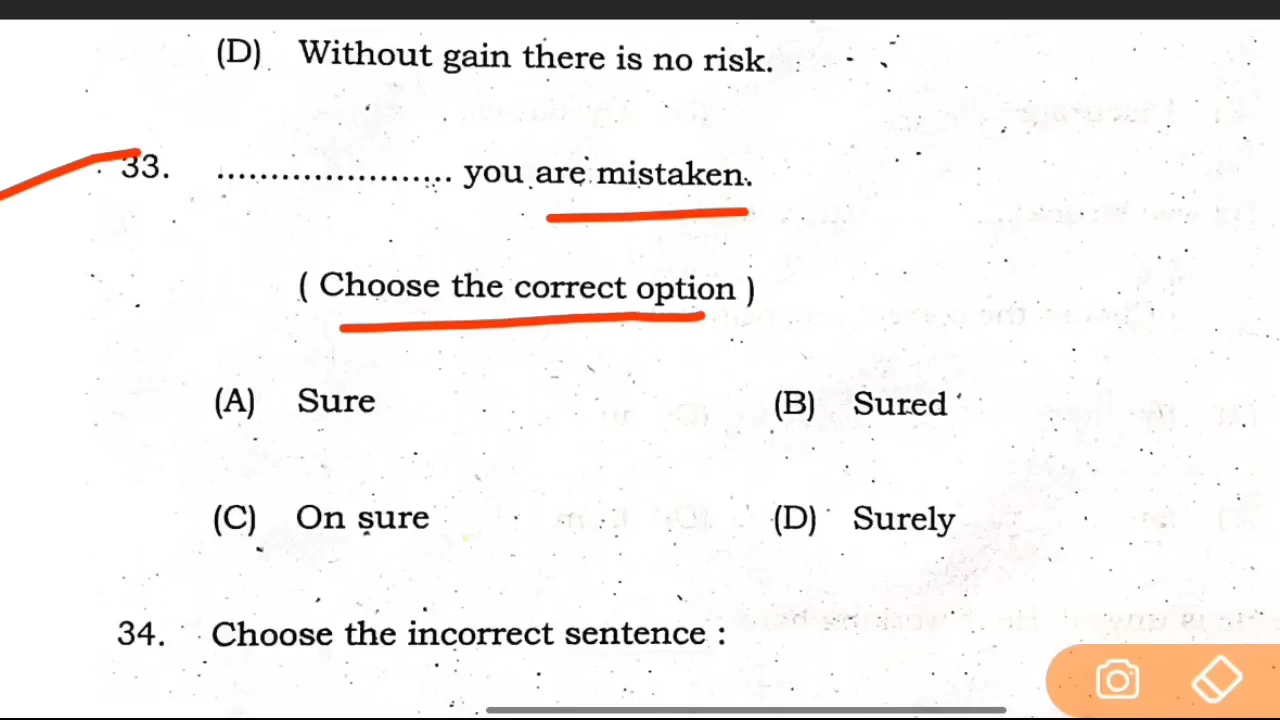 (D) Without gain there is no risk.
33. ........................ you are mistaken.
( Choose the correct option )
(A) Sure (B) Sured
(C) On sure (D) Surely
34. Choose the incorrect sentence :